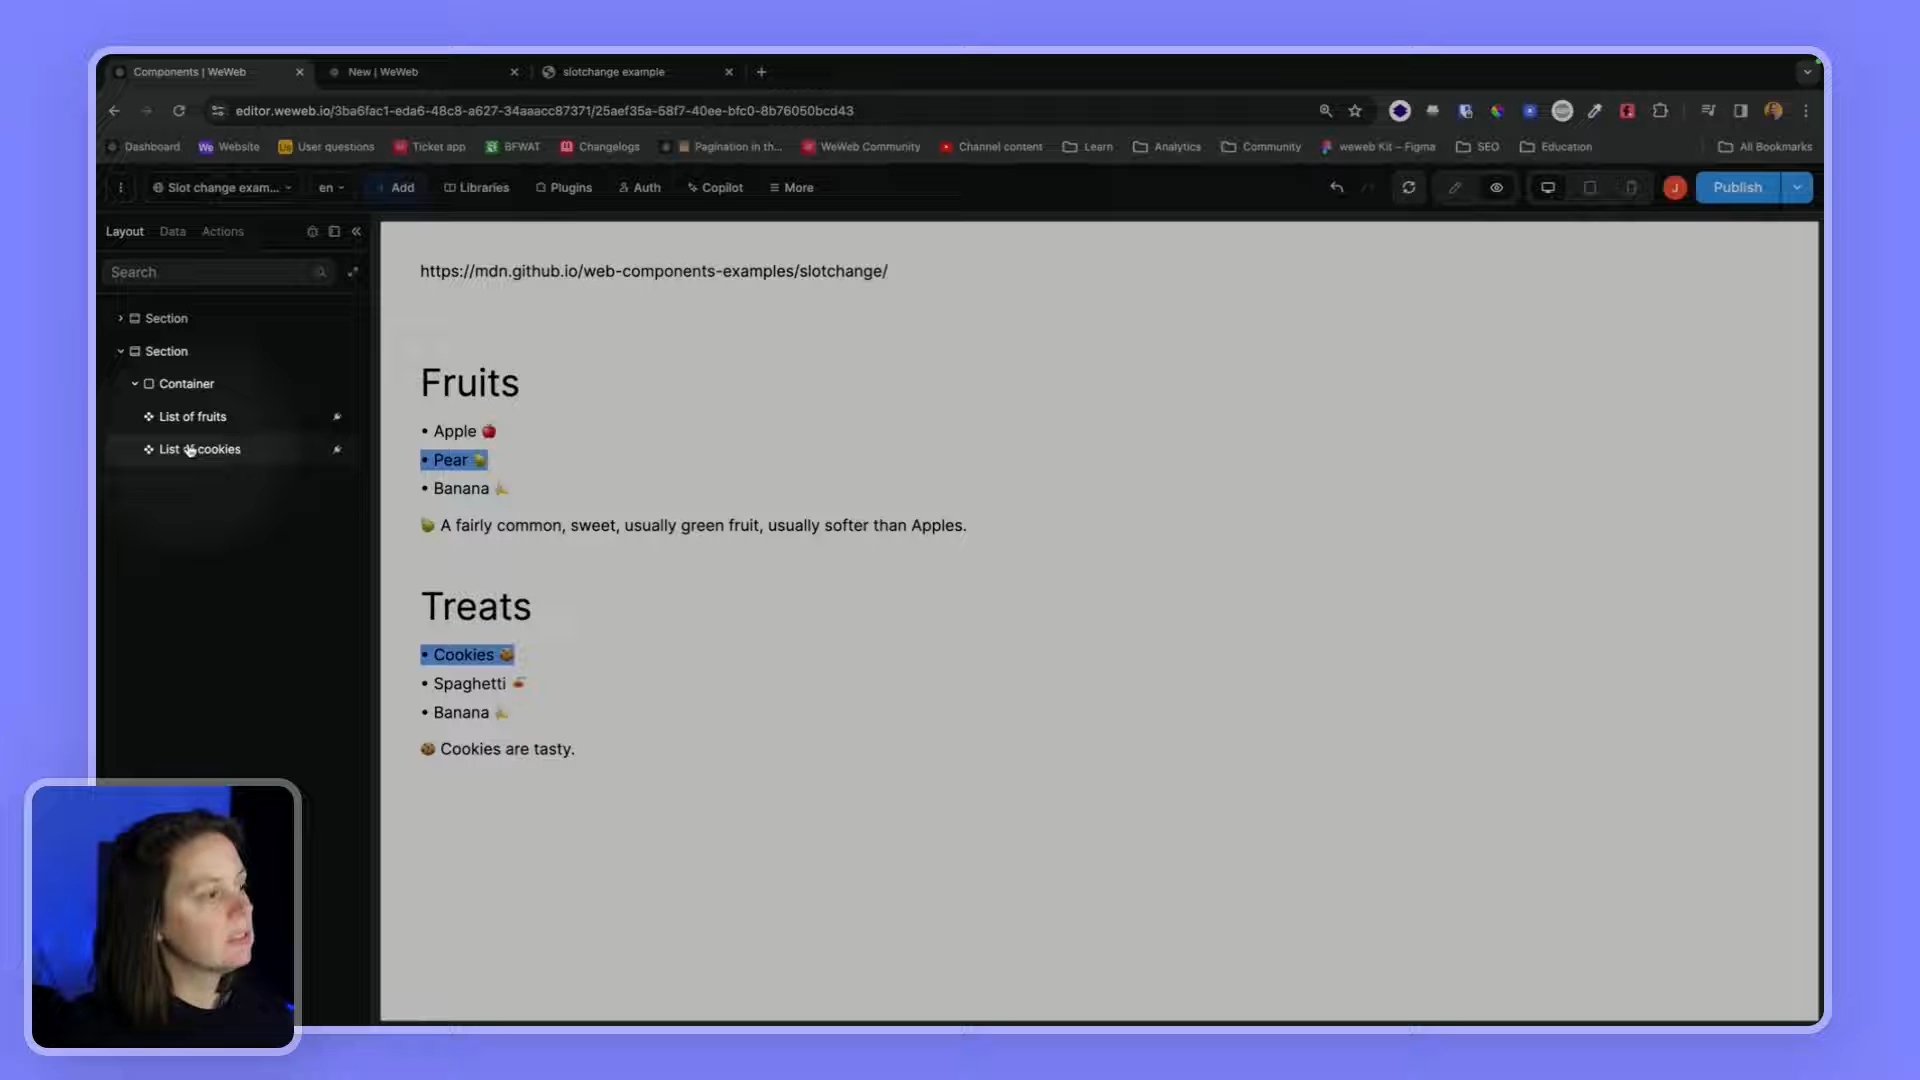 Components | WeWeb
New | WeWeb
slotchange example
editor.weweb.io/3ba6fac1-eda6-48c8-a627-34aaacc87371/25aef35a-58f7-40ee-bfc0-8b76050bcd43
Dashboard
We Website
Us User questions
Ticket app
BFWAT
Changelogs
Pagination in th...
WeWeb Community
Channel content
Learn
Analytics
Community
weweb Kit – Figma
SEO
Education
All Bookmarks
Slot change exam...
en
Add
Libraries
Plugins
Auth
Copilot
More
J
Publish
Layout Data Actions
Search
Section
Section
Container
List of fruits
List of cookies
https://mdn.github.io/web-components-examples/slotchange/
Fruits
• Apple 🍎
• Pear 🍐
• Banana 🍌
🍐 A fairly common, sweet, usually green fruit, usually softer than Apples.
Treats
• Cookies 🍪
• Spaghetti 🍝
• Banana 🍌
🍪 Cookies are tasty.